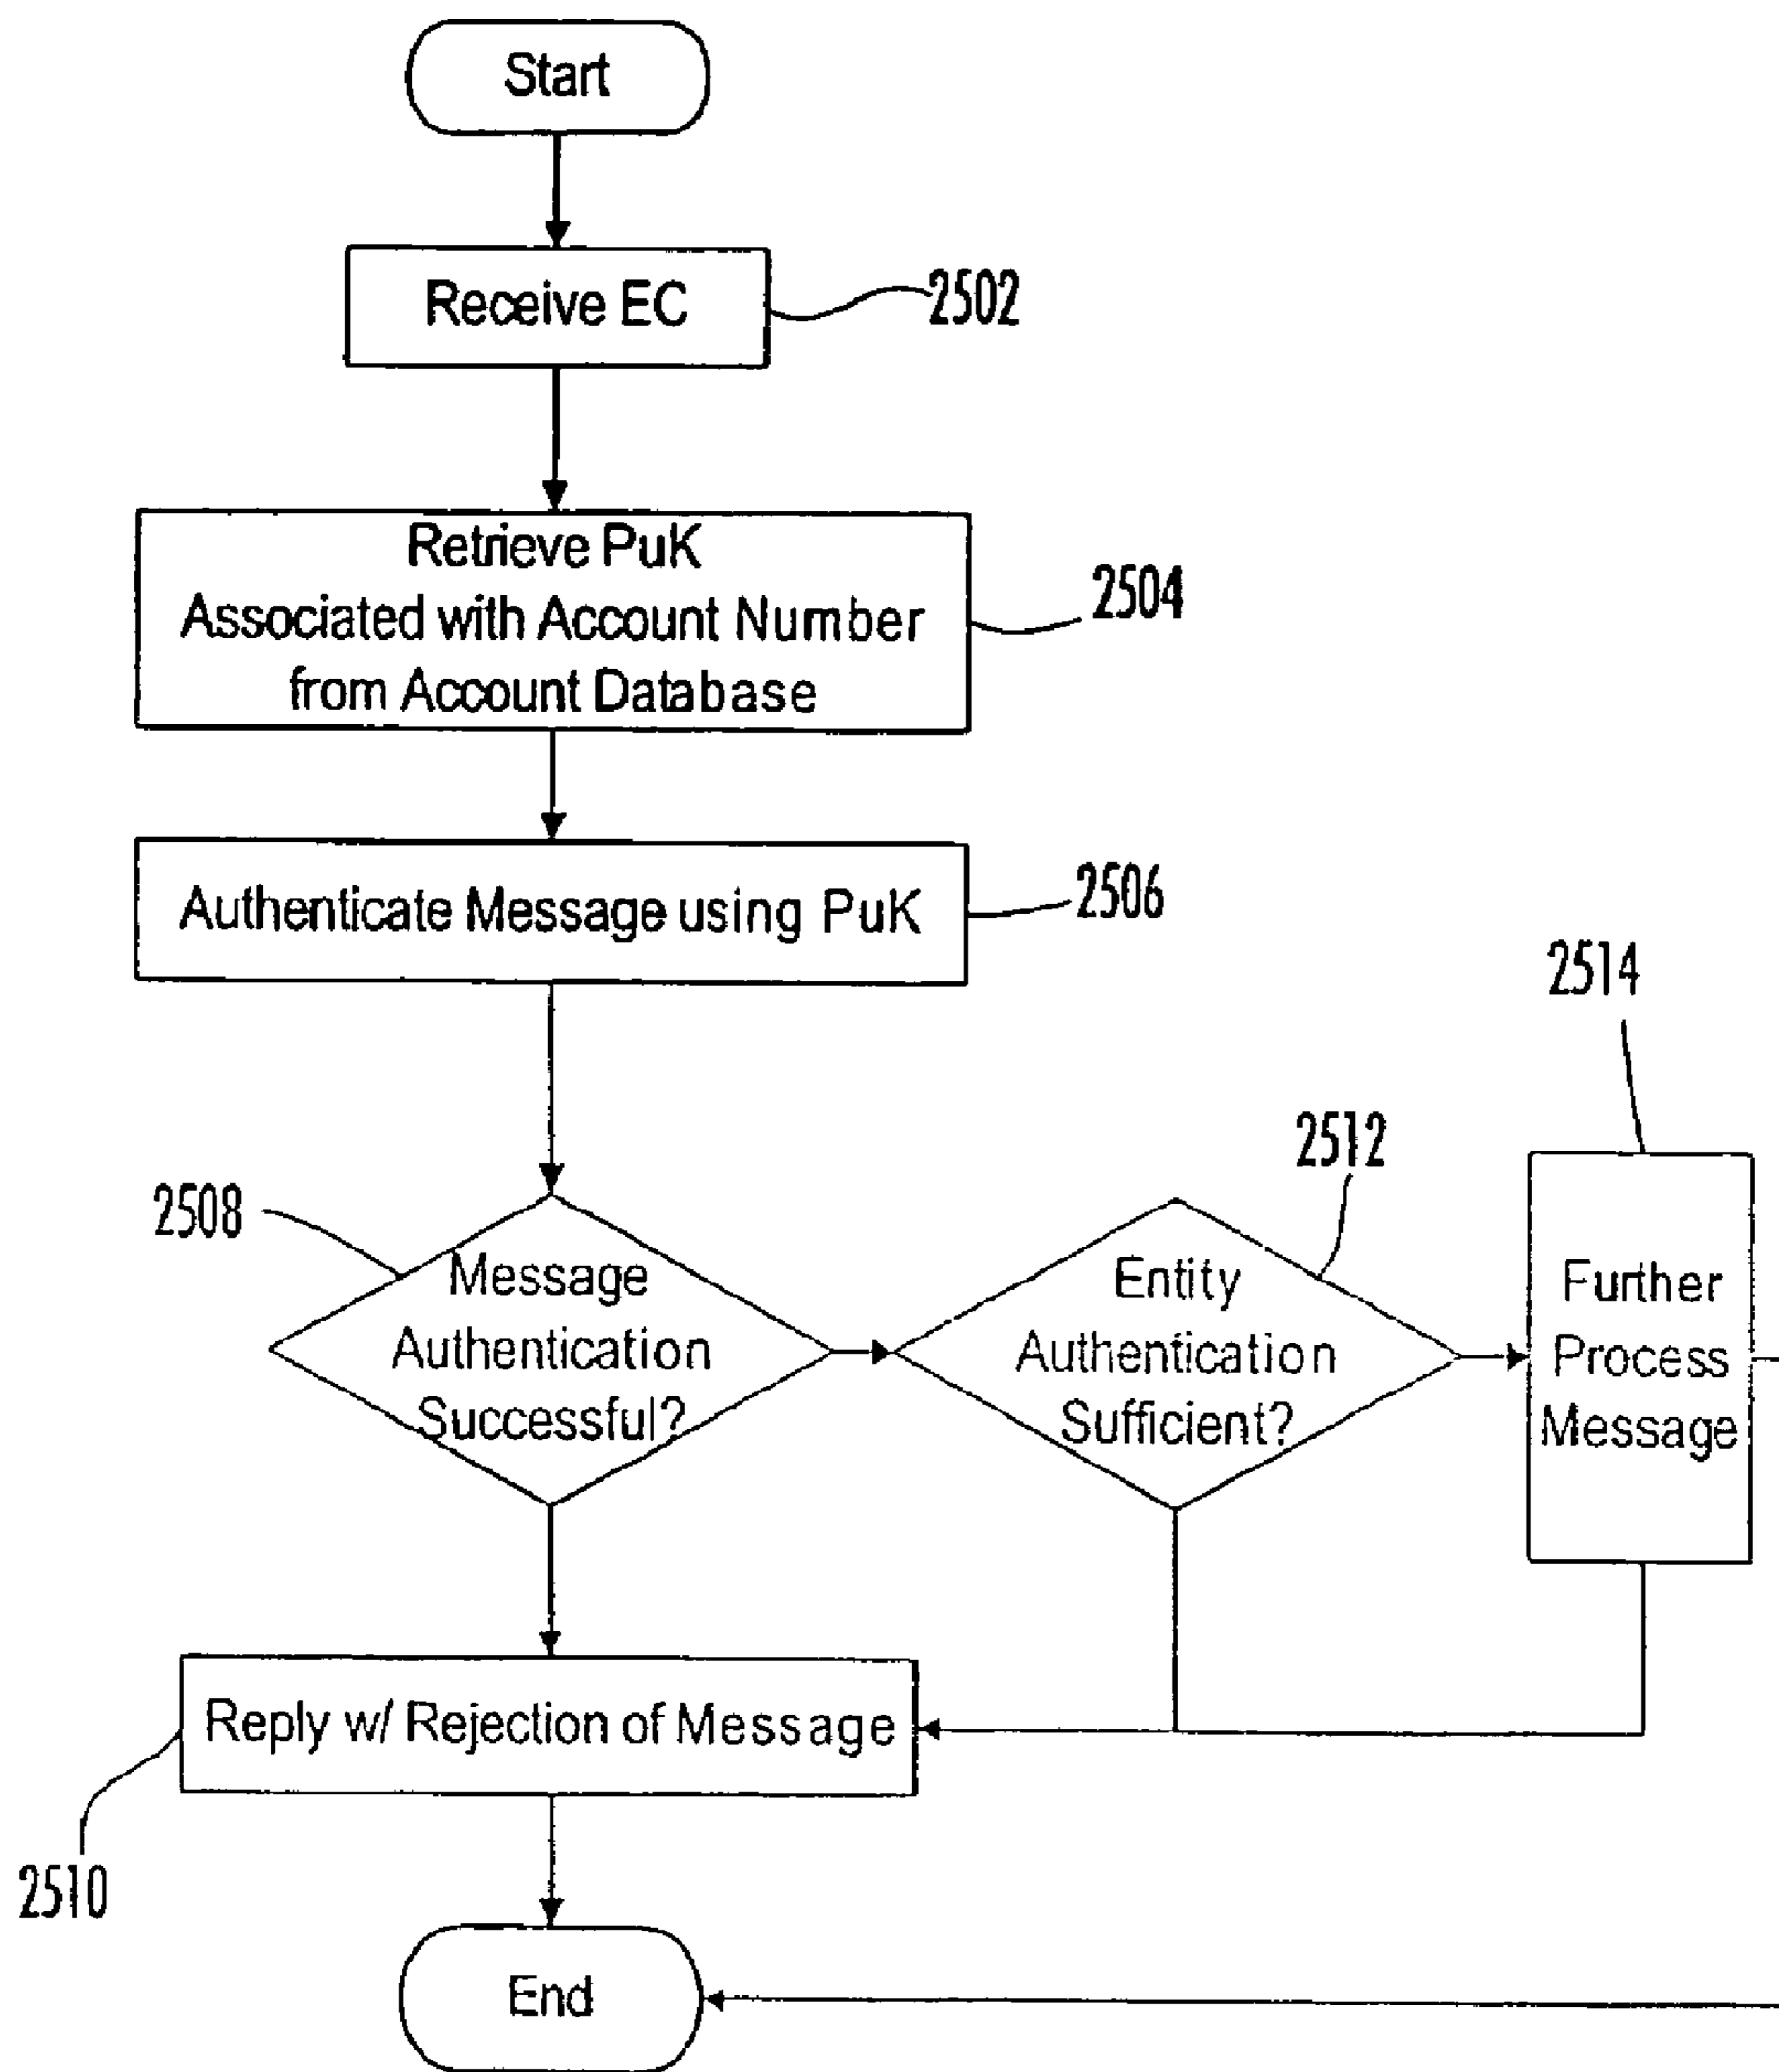 Start
Receive EC
2502
Retrieve PuK
Associated with Account Number
from Account Database
2504
Authenticate Message using PuK
2506
2514
2512
2508
Message
Authentication
Successful?
Entity
Authentication
Sufficient?
Further
Process
Message
Reply w/ Rejection of Message
2510
End